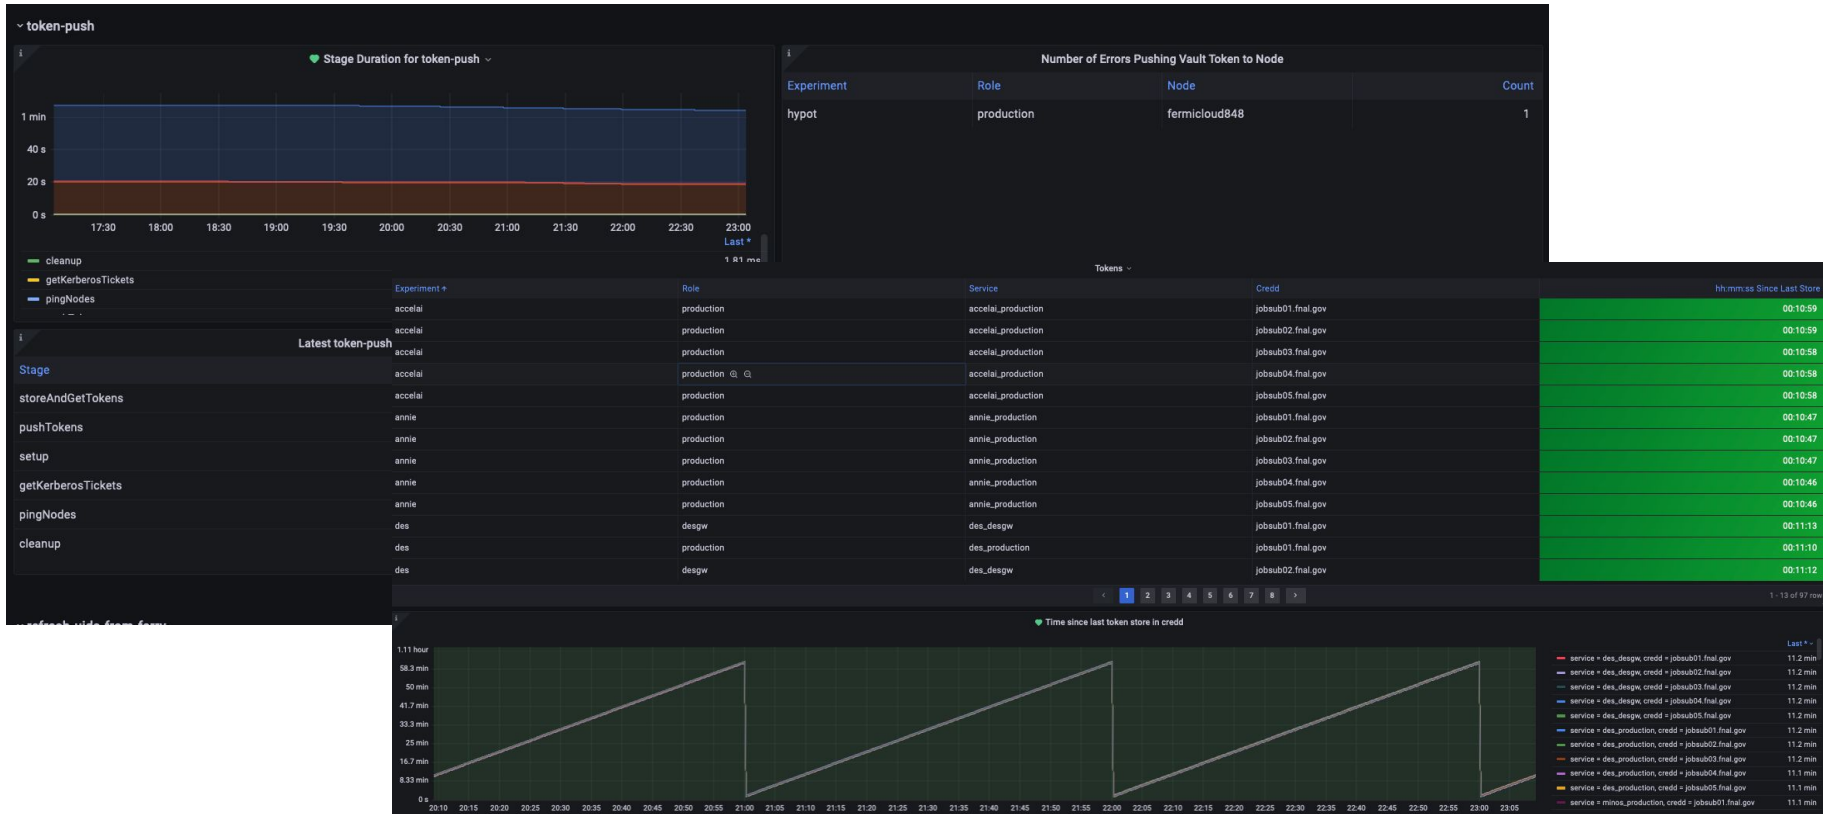 token-push
Stage Duration for token-push
1 min
40 s
20 s
0 s
17:30 18:00 18:30 19:00 19:30 20:00 20:30 21:00 21:30 22:00 22:30 23:00
Last *
cleanup 1.81 ms
getKerberosTickets
pingNodes
Number of Errors Pushing Vault Token to Node
Experiment Role Node Count
hypot production fermicloud848 1
Latest token-push
Stage
storeAndGetTokens
pushTokens
setup
getKerberosTickets
pingNodes
cleanup
refresh-uids-from-ferry
Tokens
Experiment Role Service Credd hh:mm:ss Since Last Store
accelai production accelai_production jobsub01.fnal.gov 00:10:59
accelai production accelai_production jobsub02.fnal.gov 00:10:59
accelai production accelai_production jobsub03.fnal.gov 00:10:58
accelai production accelai_production jobsub04.fnal.gov 00:10:58
accelai production accelai_production jobsub05.fnal.gov 00:10:58
annie production annie_production jobsub01.fnal.gov 00:10:47
annie production annie_production jobsub02.fnal.gov 00:10:47
annie production annie_production jobsub03.fnal.gov 00:10:47
annie production annie_production jobsub04.fnal.gov 00:10:46
annie production annie_production jobsub05.fnal.gov 00:10:46
des desgw des_desgw jobsub01.fnal.gov 00:11:13
des production des_production jobsub01.fnal.gov 00:11:10
des desgw des_desgw jobsub02.fnal.gov 00:11:12
< 1 2 3 4 5 6 7 8 > 1 - 13 of 97 row
Time since last token store in credd
1.11 hour
58.3 min
50 min
41.7 min
33.3 min
25 min
16.7 min
8.33 min
0 s
20:10 20:15 20:20 20:25 20:30 20:35 20:40 20:45 20:50 20:55 21:00 21:05 21:10 21:15 21:20 21:25 21:30 21:35 21:40 21:45 21:50 21:55 22:00 22:05 22:10 22:15 22:20 22:25 22:30 22:35 22:40 22:45 22:50 22:55 23:00 23:05
Last *
service = des_desgw, credd = jobsub01.fnal.gov 11.2 min
service = des_desgw, credd = jobsub02.fnal.gov 11.2 min
service = des_desgw, credd = jobsub03.fnal.gov 11.2 min
service = des_desgw, credd = jobsub04.fnal.gov 11.2 min
service = des_desgw, credd = jobsub05.fnal.gov 11.2 min
service = des_production, credd = jobsub01.fnal.gov 11.2 min
service = des_production, credd = jobsub02.fnal.gov 11.2 min
service = des_production, credd = jobsub03.fnal.gov 11.2 min
service = des_production, credd = jobsub04.fnal.gov 11.1 min
service = des_production, credd = jobsub05.fnal.gov 11.1 min
service = minos_production, credd = jobsub01.fnal.gov 11.1 min